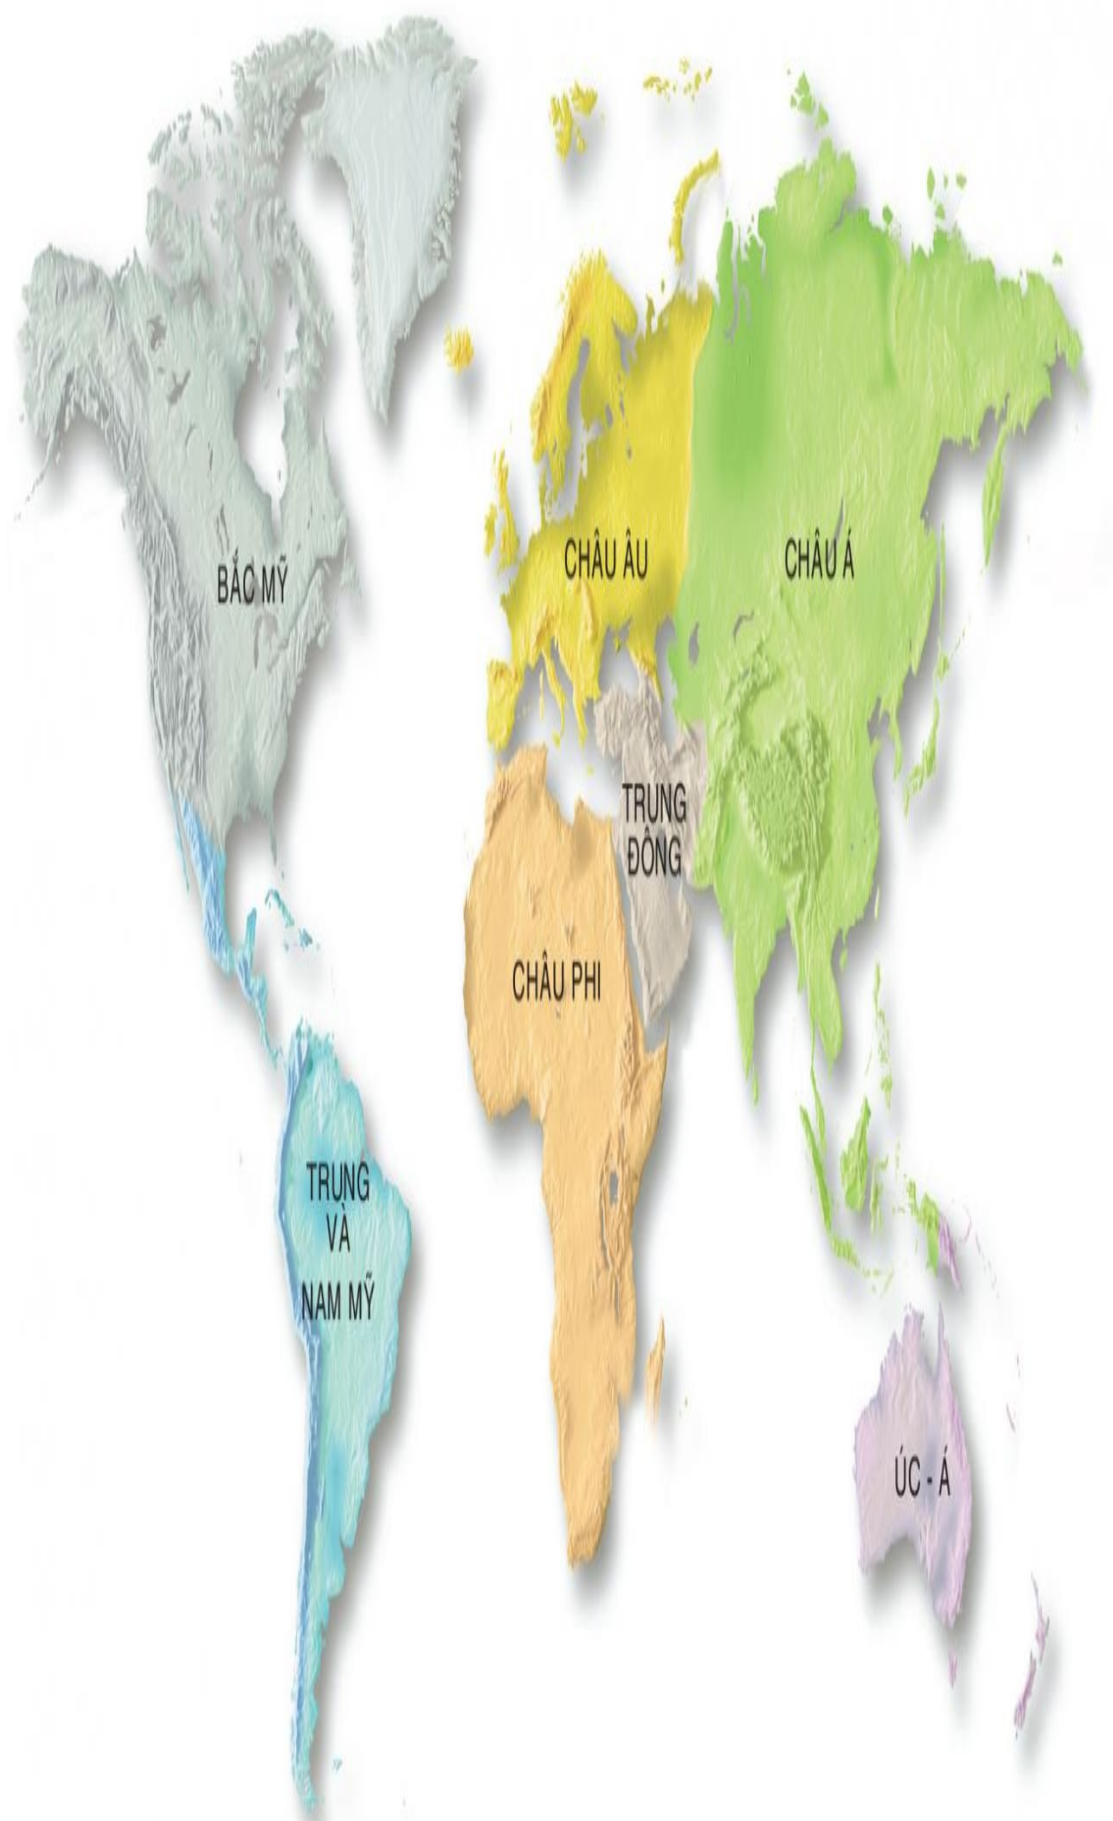 BẮC MỸ
CHÂU ÂU
CHÂU Á
TRUNG
ĐÔNG
CHÂU PHI
TRUNG
VÀ
NAM MỸ
ÚC - Á